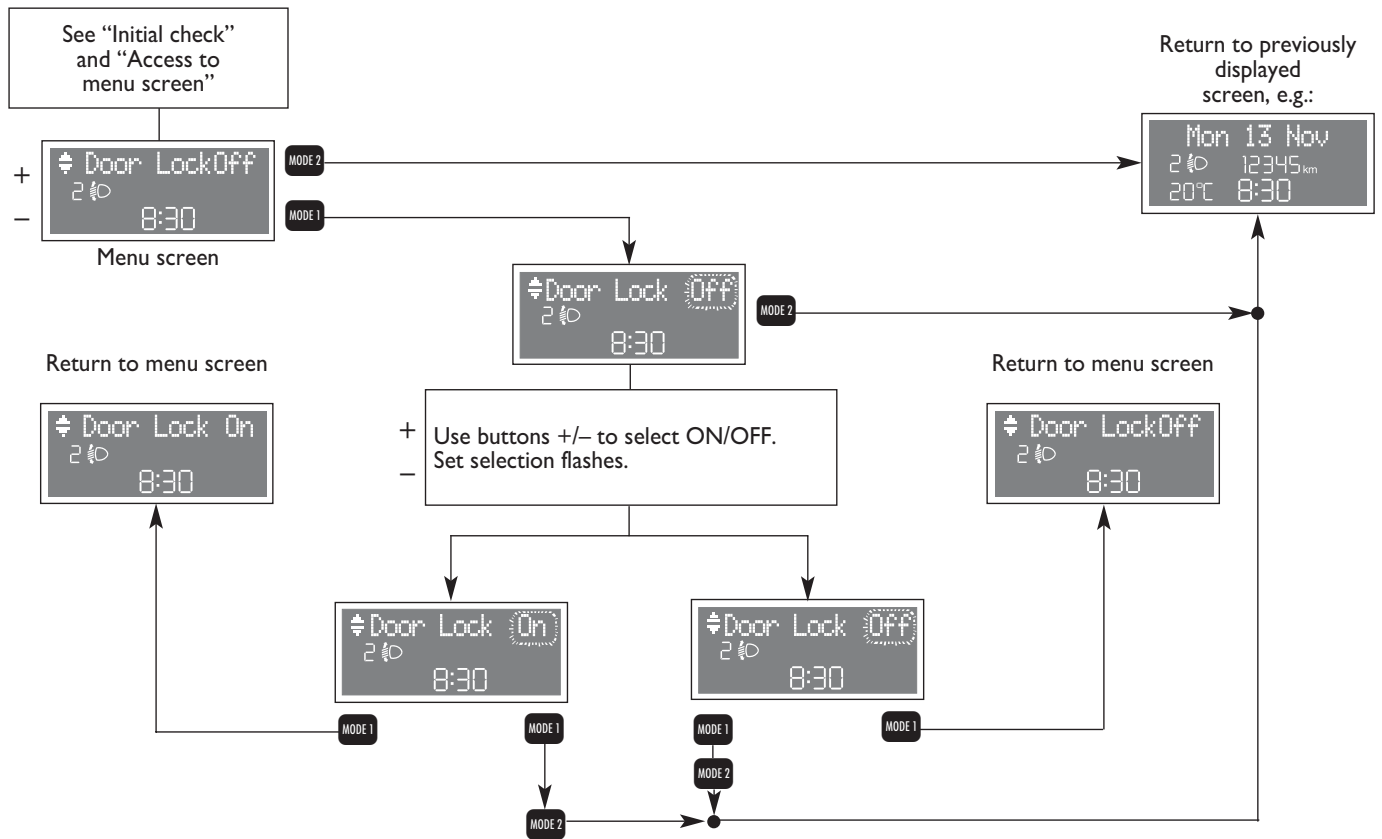 See “Initial check”
and “Access to
menu screen”
Return to previously
displayed
screen, e.g.:
+
–
Door LockOff
2
8:30
Menu screen
MODE 2
MODE 1
Mon 13 Nov
2 12345 km
20°C 8:30
Door Lock Off
2
8:30
MODE 2
Return to menu screen
Door Lock On
2
8:30
+
–
Use buttons +/– to select ON/OFF.
Set selection flashes.
Return to menu screen
Door LockOff
2
8:30
Door Lock On
2
8:30
Door Lock Off
2
8:30
MODE 1
MODE 1
MODE 2
MODE 1
MODE 2
MODE 1